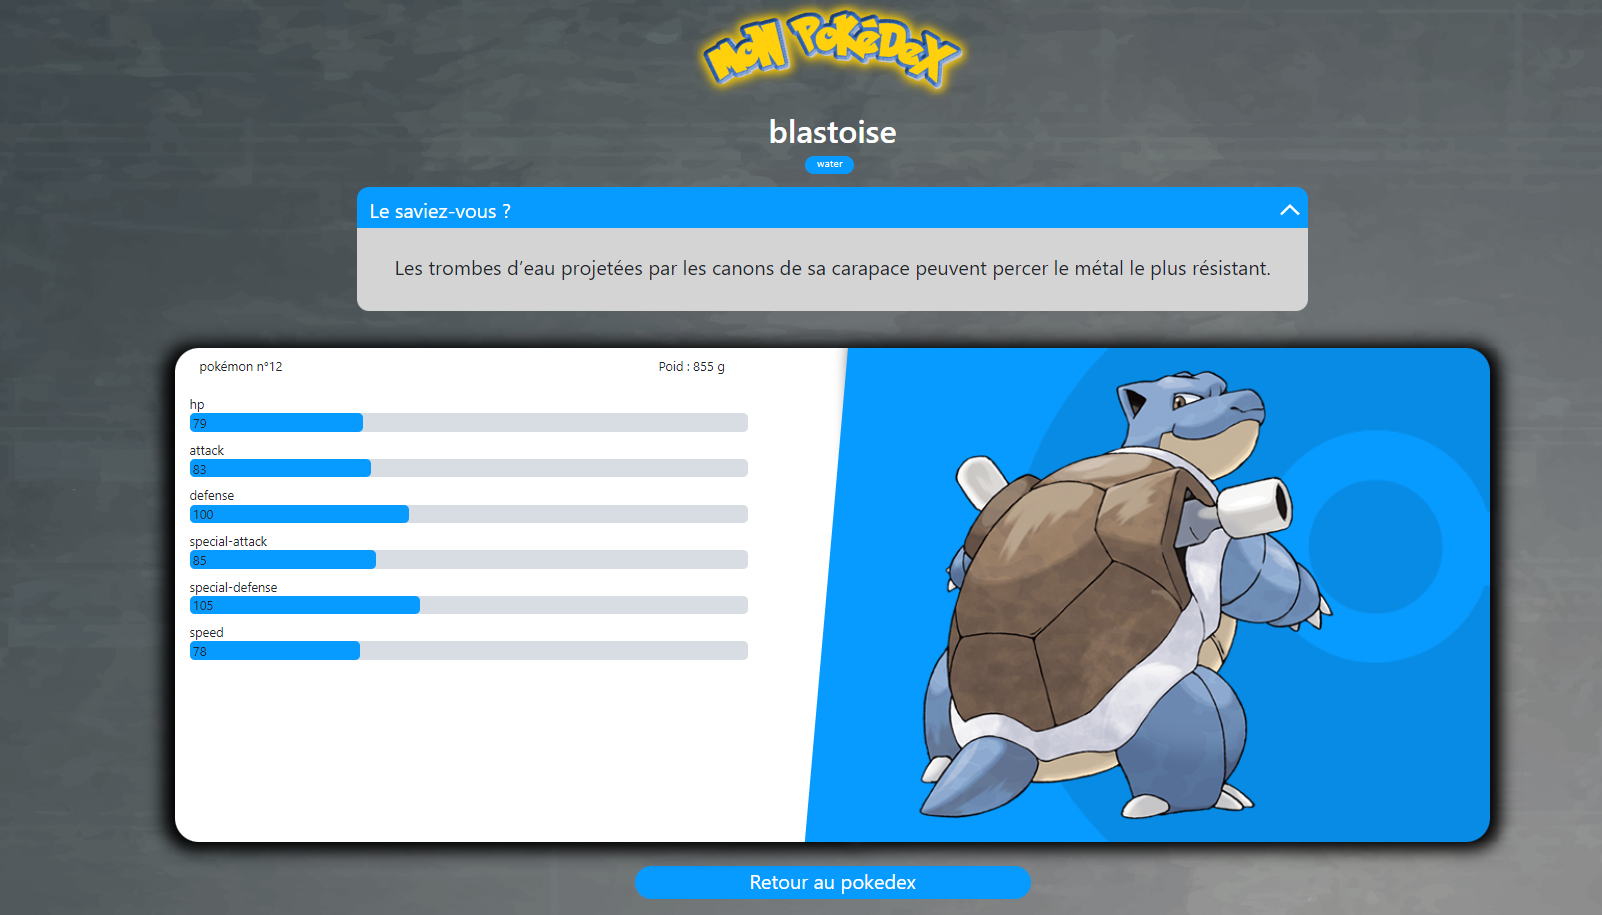 MON POKéDEX
blastoise
water
Le saviez-vous ?
Les trombes d’eau projetées par les canons de sa carapace peuvent percer le métal le plus résistant.
pokémon n°12
Poid : 855 g
hp
79
attack
83
defense
100
special-attack
85
special-defense
105
speed
78
Retour au pokedex